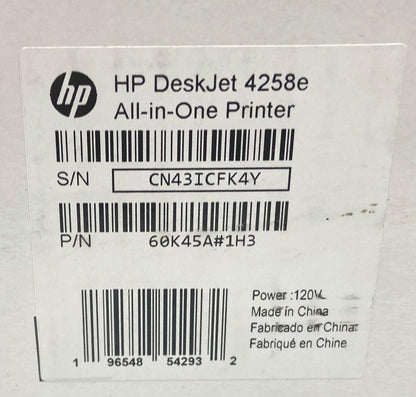 hp HP DeskJet 4258e
All-in-One Printer
S/N CN43ICFK4Y
P/N 60K45A#1H3
Power :120V
Made in China
Fabricado en China
Fabriqué en Chine
1 96548 54293 2